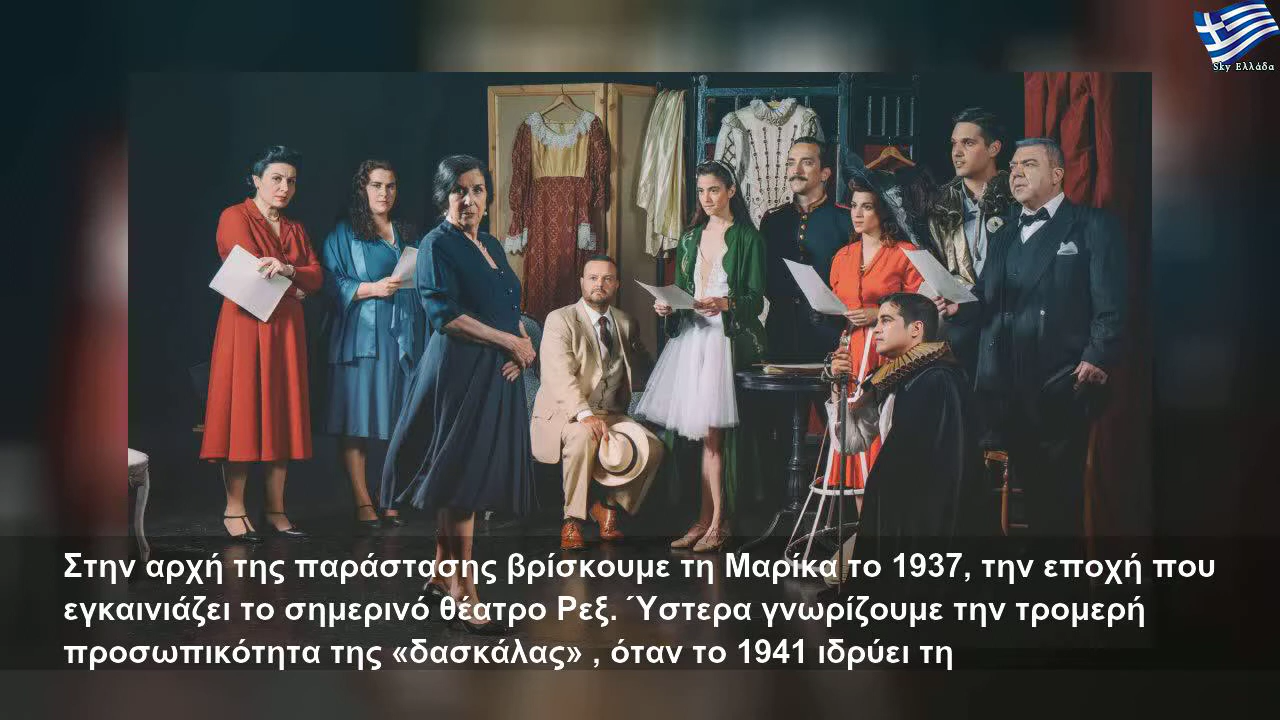 Sky Ελλάδα
Στην αρχή της παράστασης βρίσκουμε τη Μαρίκα το 1937, την εποχή που
εγκαινιάζει το σημερινό θέατρο Ρεξ. Ύστερα γνωρίζουμε την τρομερή
προσωπικότητα της «δασκάλας» , όταν το 1941 ιδρύει τη